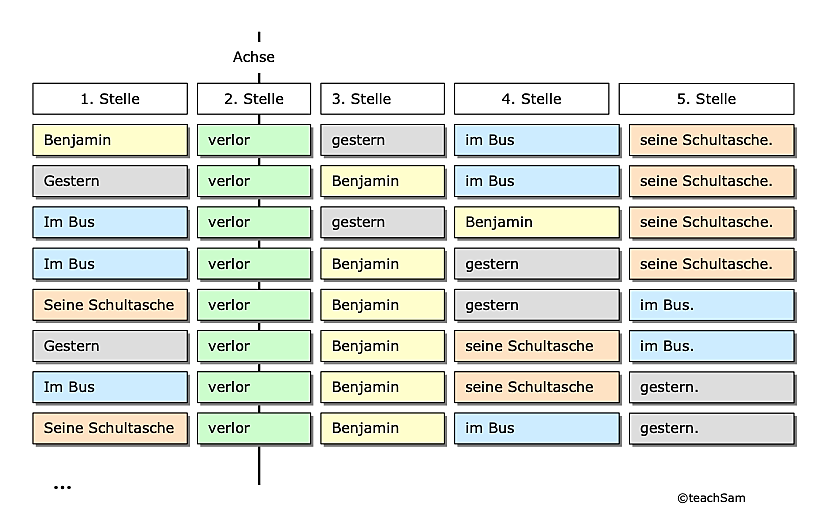 Achse
1. Stelle 2. Stelle 3. Stelle 4. Stelle 5. Stelle
Benjamin verlor gestern im Bus seine Schultasche.
Gestern verlor Benjamin im Bus seine Schultasche.
Im Bus verlor gestern Benjamin seine Schultasche.
Im Bus verlor Benjamin gestern seine Schultasche.
Seine Schultasche verlor Benjamin gestern im Bus.
Gestern verlor Benjamin seine Schultasche im Bus.
Im Bus verlor Benjamin seine Schultasche gestern.
Seine Schultasche verlor Benjamin im Bus gestern.
...
©teachSam